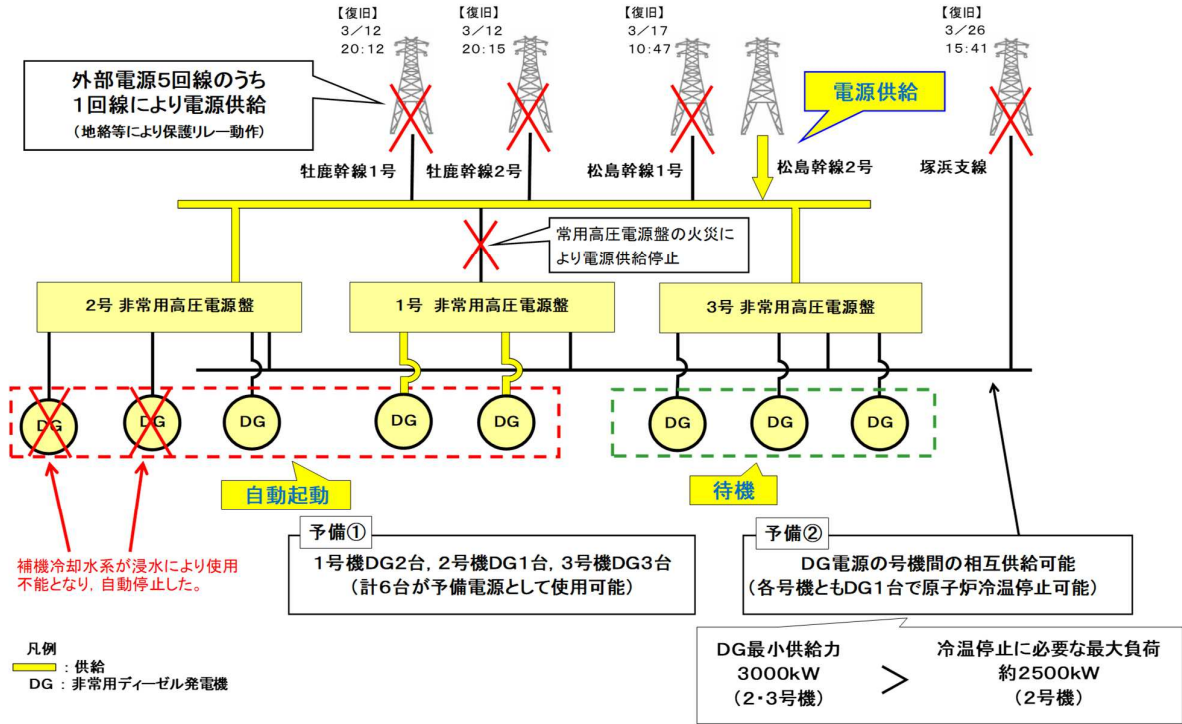 【復旧】
3/12
20:12
【復旧】
3/12
20:15
【復旧】
3/17
10:47
【復旧】
3/26
15:41
外部電源5回線のうち
1回線により電源供給
(地絡等により保護リレー動作)
電源供給
牡鹿幹線1号
牡鹿幹線2号
松島幹線1号
松島幹線2号
塚浜支線
常用高圧電源盤の火災に
より電源供給停止
2号 非常用高圧電源盤
1号 非常用高圧電源盤
3号 非常用高圧電源盤
DG
DG
DG
DG
DG
DG
DG
DG
自動起動
待機
補機冷却水系が浸水により使用
不能となり, 自動停止した。
予備①
1号機DG2台, 2号機DG1台, 3号機DG3台
(計6台が予備電源として使用可能)
予備②
DG電源の号機間の相互供給可能
(各号機ともDG1台で原子炉冷温停止可能)
DG最小供給力
3000kW
(2・3号機)
>
冷温停止に必要な最大負荷
約2500kW
(2号機)
凡例
:供給
DG :非常用ディーゼル発電機